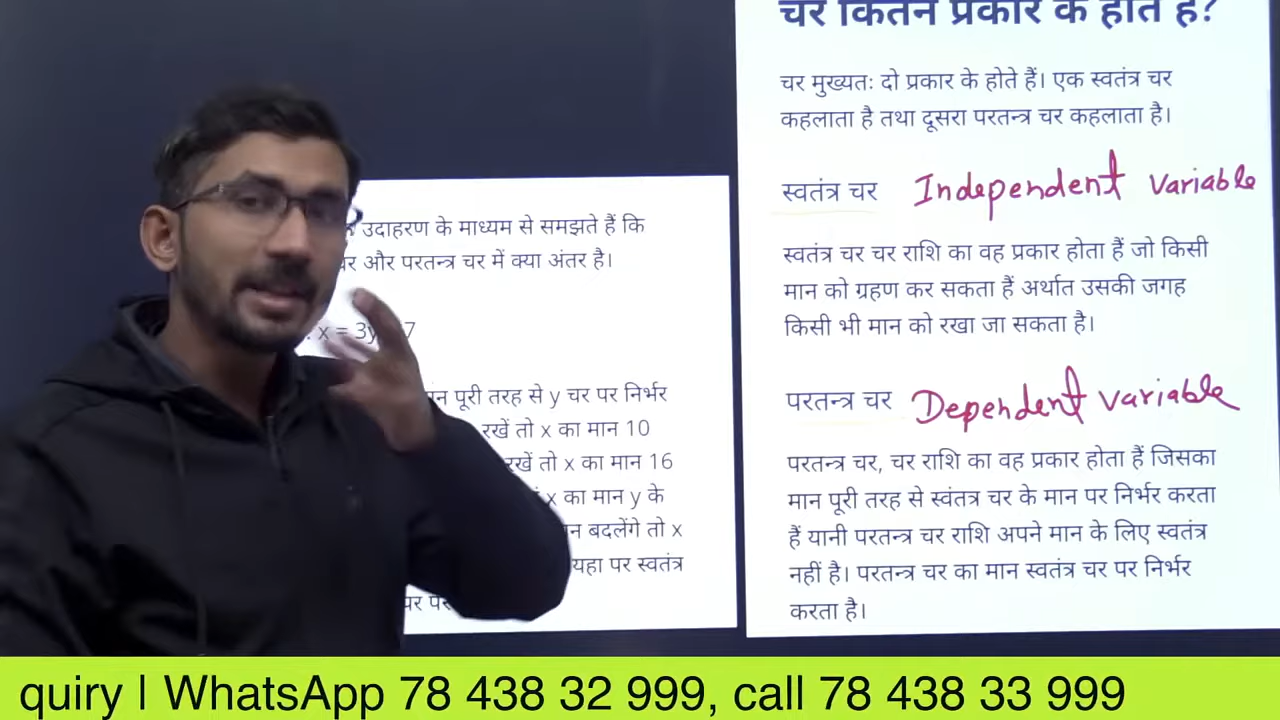 चर कितने प्रकार के होते हैं?
चर मुख्यतः दो प्रकार के होते हैं। एक स्वतंत्र चर
कहलाता है तथा दूसरा परतन्त्र चर कहलाता है।
स्वतंत्र चर Independent variable
स्वतंत्र चर चर राशि का वह प्रकार होता हैं जो किसी
मान को ग्रहण कर सकता हैं अर्थात उसकी जगह
किसी भी मान को रखा जा सकता है।
परतन्त्र चर Dependent variable
परतन्त्र चर, चर राशि का वह प्रकार होता हैं जिसका
मान पूरी तरह से स्वंतत्र चर के मान पर निर्भर करता
हैं यानी परतन्त्र चर राशि अपने मान के लिए स्वतंत्र
नहीं है। परतन्त्र चर का मान स्वतंत्र चर पर निर्भर
करता है।
उदाहरण के माध्यम से समझते हैं कि
और परतन्त्र चर में क्या अंतर है।
x = 3y 7
पूरी तरह से y चर पर निर्भर
रखें तो x का मान 10
रखें तो x का मान 16
x का मान y के
बदलेंगे तो x
यहा पर स्वतंत्र
quiry | WhatsApp 78 438 32 999, call 78 438 33 999